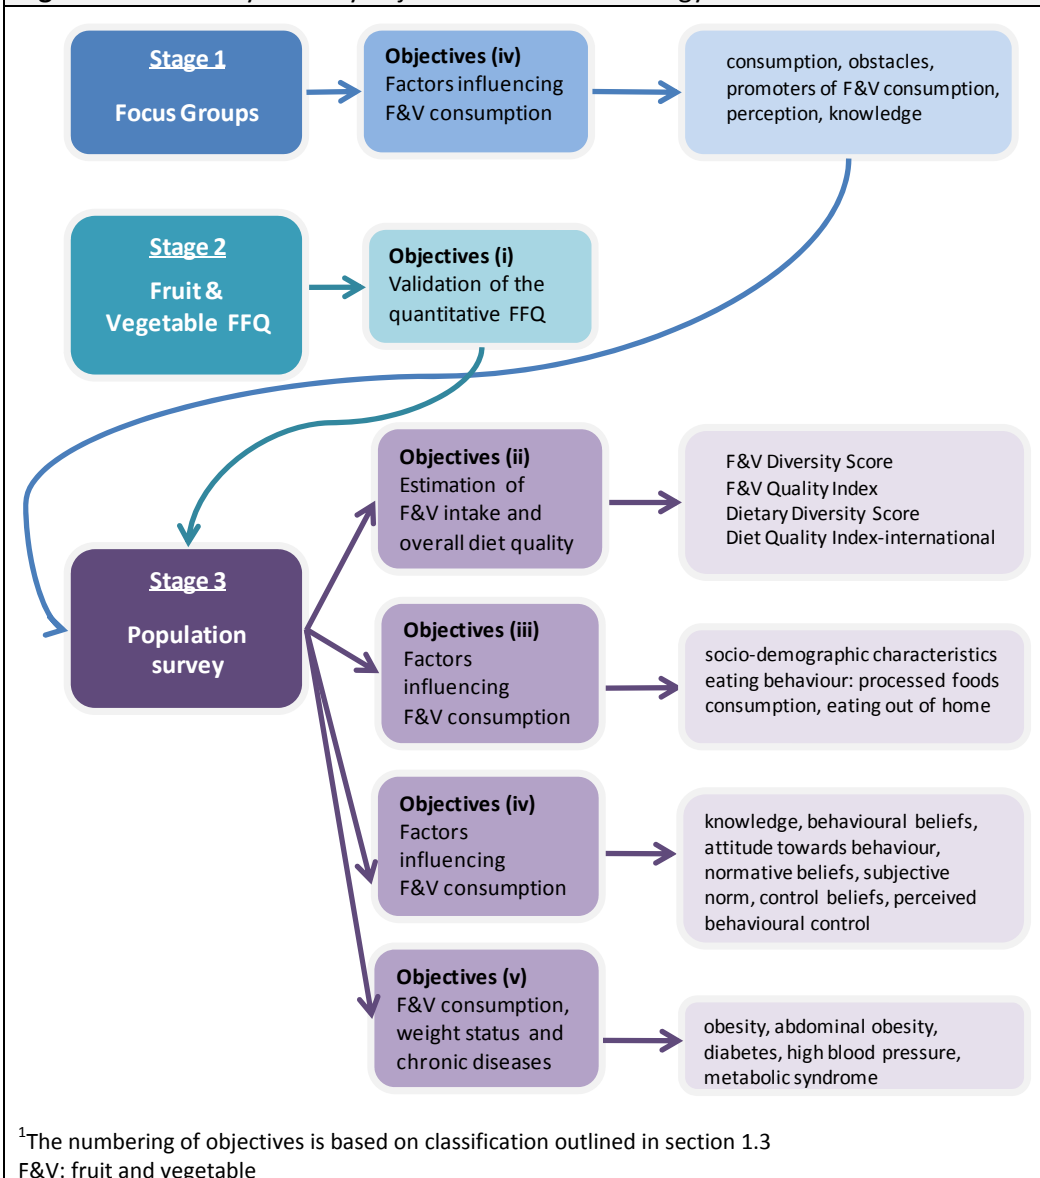 Stage 1
Focus Groups
Objectives (iv)
Factors influencing
F&V consumption
consumption, obstacles,
promoters of F&V consumption,
perception, knowledge
Stage 2
Fruit &
Vegetable FFQ
Objectives (i)
Validation of the
quantitative FFQ
Stage 3
Population
survey
Objectives (ii)
Estimation of
F&V intake and
overall diet quality
F&V Diversity Score
F&V Quality Index
Dietary Diversity Score
Diet Quality Index-international
Objectives (iii)
Factors
influencing
F&V consumption
socio-demographic characteristics
eating behaviour: processed foods
consumption, eating out of home
Objectives (iv)
Factors
influencing
F&V consumption
knowledge, behavioural beliefs,
attitude towards behaviour,
normative beliefs, subjective
norm, control beliefs, perceived
behavioural control
Objectives (v)
F&V consumption,
weight status and
chronic diseases
obesity, abdominal obesity,
diabetes, high blood pressure,
metabolic syndrome
1The numbering of objectives is based on classification outlined in section 1.3
F&V: fruit and vegetable